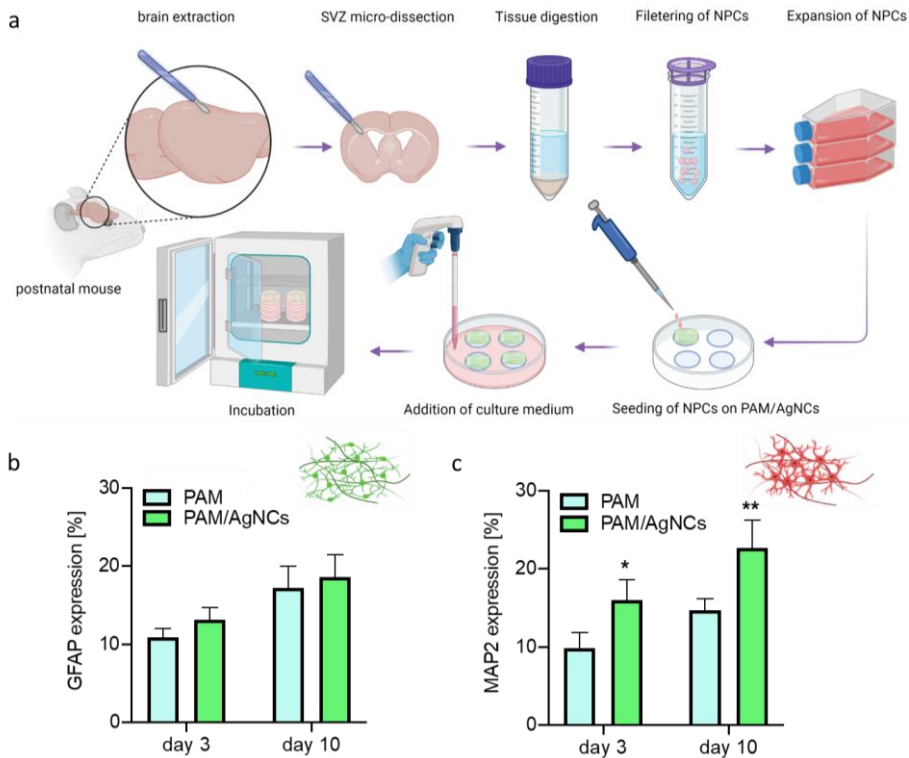 a
brain extraction
SVZ micro-dissection
Tissue digestion
Filetering of NPCs
Expansion of NPCs
postnatal mouse
Incubation
Addition of culture medium
Seeding of NPCs on PAM/AgNCs
b
GFAP expression [%]
30
20
10
0
PAM
PAM/AgNCs
day 3
day 10
c
MAP2 expression [%]
30
20
10
0
PAM
PAM/AgNCs
*
**
day 3
day 10